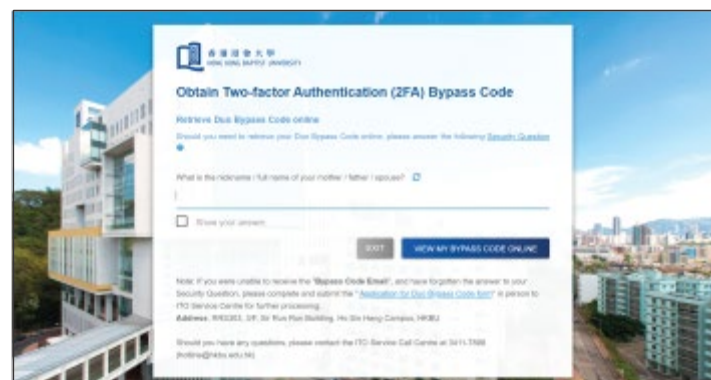 香港浸會大學
HONG KONG BAPTIST UNIVERSITY
Obtain Two-factor Authentication (2FA) Bypass Code
Retrieve Duo Bypass Code online
Should you need to retrieve your Duo Bypass Code online, please answer the following Security Question
What is the nickname / full name of your mother / father / spouse?
Show your answer
EXIT
VIEW MY BYPASS CODE ONLINE
Note: If you were unable to receive the "Bypass Code Email", and have forgotten the answer to your
Security Question, please complete and submit the "Application for Duo Bypass Code form" in person to
ITO Service Centre for further processing.
Address: RRS303, 3/F, Sir Run Run Building, Ho Sin Hang Campus, HKBU
Should you have any questions, please contact the ITO Service Call Centre at 3411-7899
(hotline@hkbu.edu.hk).